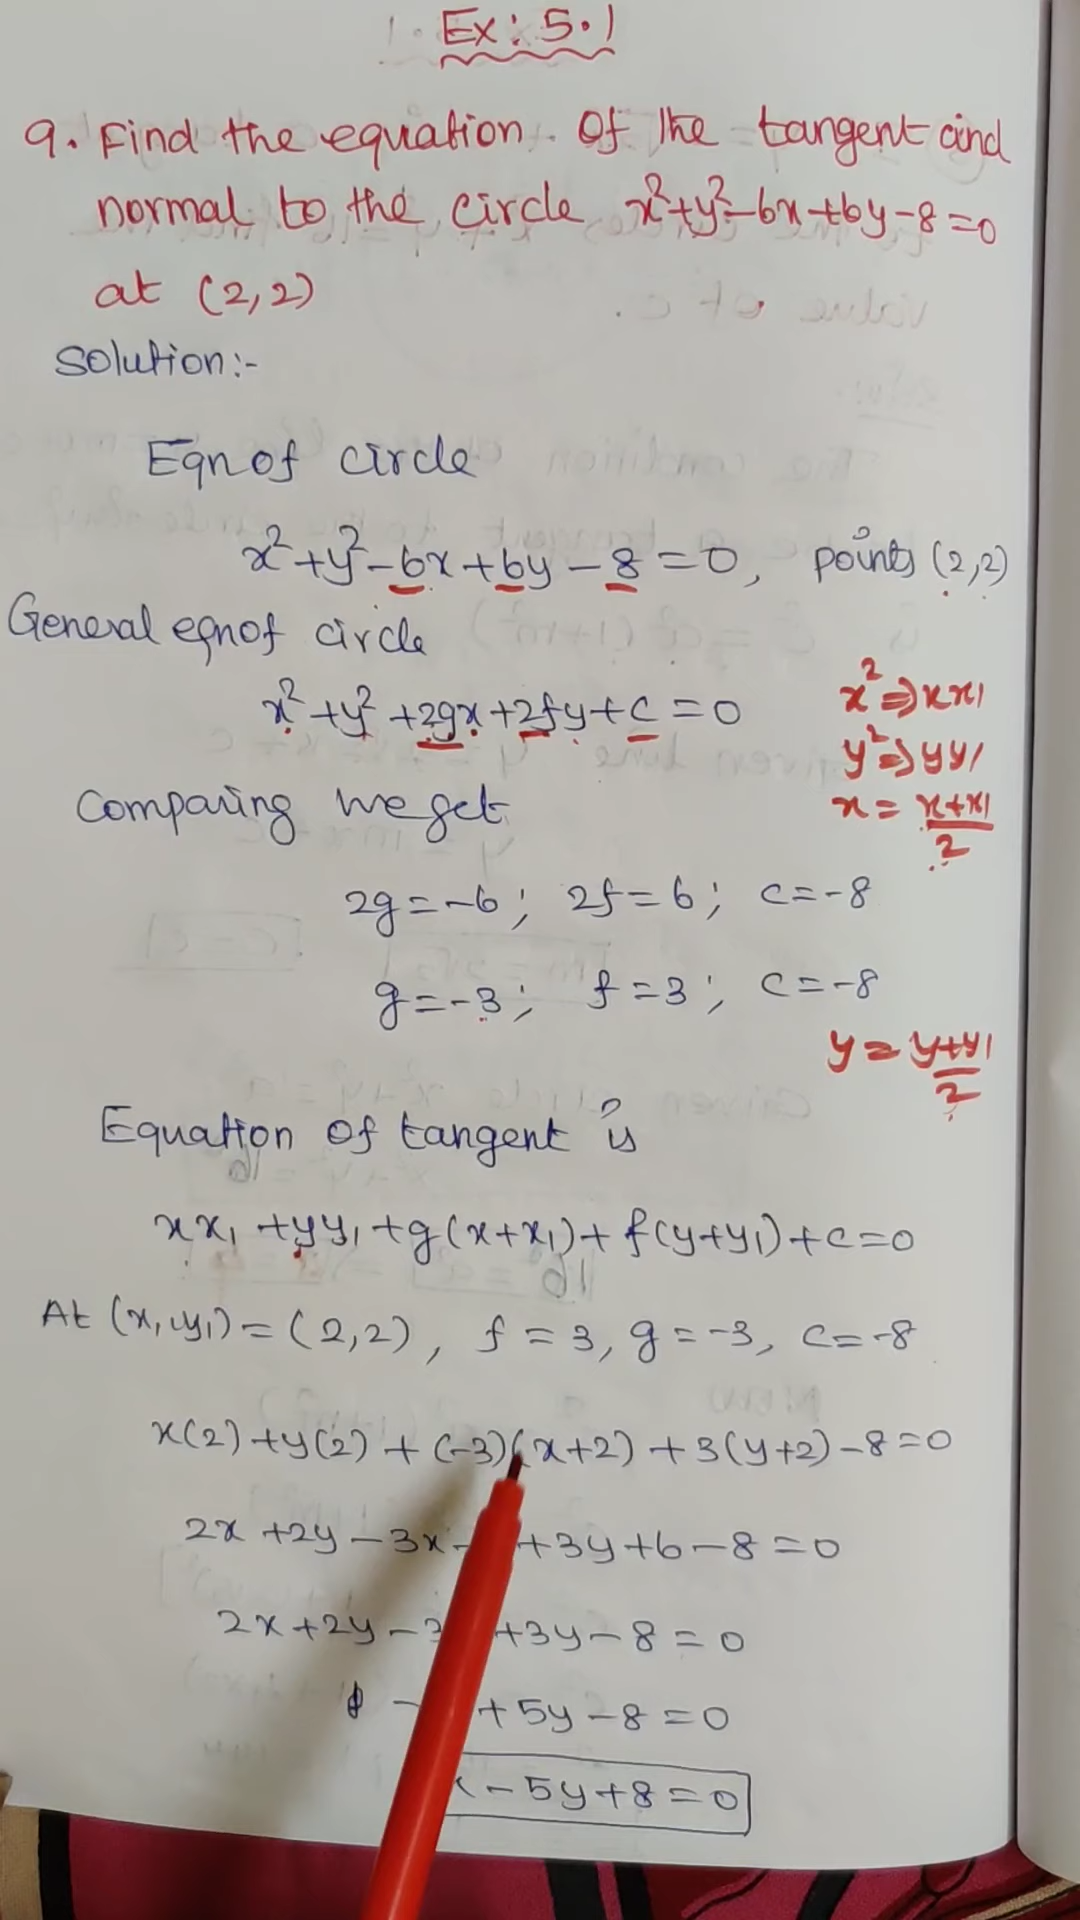 Ex: 5.1
9. Find the equation of the tangent and
normal to the circle x²+y²-6x+6y-8=0
at (2,2)
Solution:-
Eqn of circle
x²+y²-6x+6y-8=0, points (2,2)
General eqn of circle
x²+y²+2gx+2fy+c=0
x²⇒xx₁
y²⇒yy₁
x = x+x₁/2
Comparing we get
2g=-6; 2f=6; c=-8
g=-3; f=3; c=-8
y = y+y₁/2
Equation of tangent is
xx₁+yy₁+g(x+x₁)+f(y+y₁)+c=0
At (x₁,y₁)=(2,2), f=3, g=-3, c=-8
x(2)+y(2)+(-3)(x+2)+3(y+2)-8=0
2x+2y-3x- +3y+6-8=0
2x+2y- +3y-8=0
- +5y-8=0
-5y+8=0